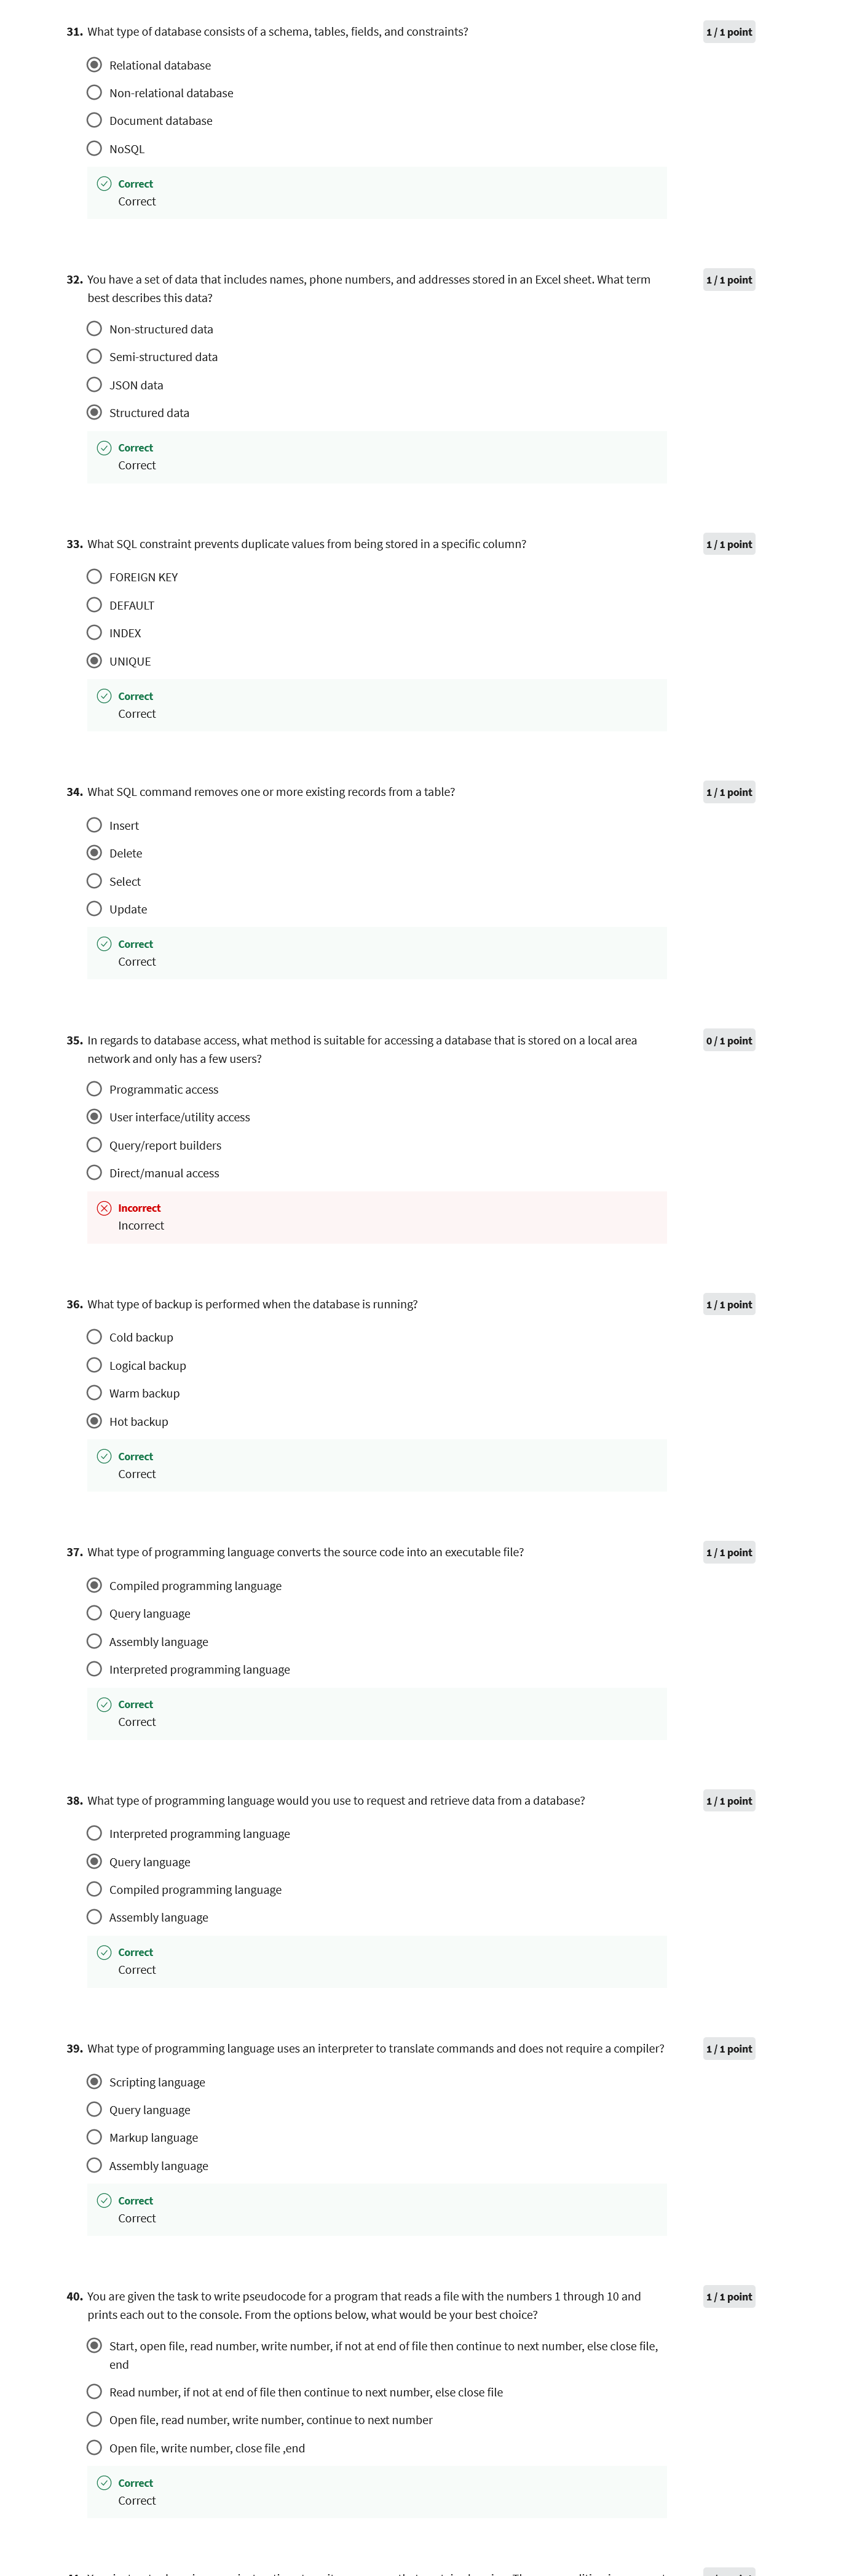 31. What type of database consists of a schema, tables, fields, and constraints?
1 / 1 point
Relational database
Non-relational database
Document database
NoSQL
Correct
Correct
32. You have a set of data that includes names, phone numbers, and addresses stored in an Excel sheet. What term
best describes this data?
1 / 1 point
Non-structured data
Semi-structured data
JSON data
Structured data
Correct
Correct
33. What SQL constraint prevents duplicate values from being stored in a specific column?
1 / 1 point
FOREIGN KEY
DEFAULT
INDEX
UNIQUE
Correct
Correct
34. What SQL command removes one or more existing records from a table?
1 / 1 point
Insert
Delete
Select
Update
Correct
Correct
35. In regards to database access, what method is suitable for accessing a database that is stored on a local area
network and only has a few users?
0 / 1 point
Programmatic access
User interface/utility access
Query/report builders
Direct/manual access
Incorrect
Incorrect
36. What type of backup is performed when the database is running?
1 / 1 point
Cold backup
Logical backup
Warm backup
Hot backup
Correct
Correct
37. What type of programming language converts the source code into an executable file?
1 / 1 point
Compiled programming language
Query language
Assembly language
Interpreted programming language
Correct
Correct
38. What type of programming language would you use to request and retrieve data from a database?
1 / 1 point
Interpreted programming language
Query language
Compiled programming language
Assembly language
Correct
Correct
39. What type of programming language uses an interpreter to translate commands and does not require a compiler?
1 / 1 point
Scripting language
Query language
Markup language
Assembly language
Correct
Correct
40. You are given the task to write pseudocode for a program that reads a file with the numbers 1 through 10 and
prints each out to the console. From the options below, what would be your best choice?
1 / 1 point
Start, open file, read number, write number, if not at end of file then continue to next number, else close file,
end
Read number, if not at end of file then continue to next number, else close file
Open file, read number, write number, continue to next number
Open file, write number, close file ,end
Correct
Correct